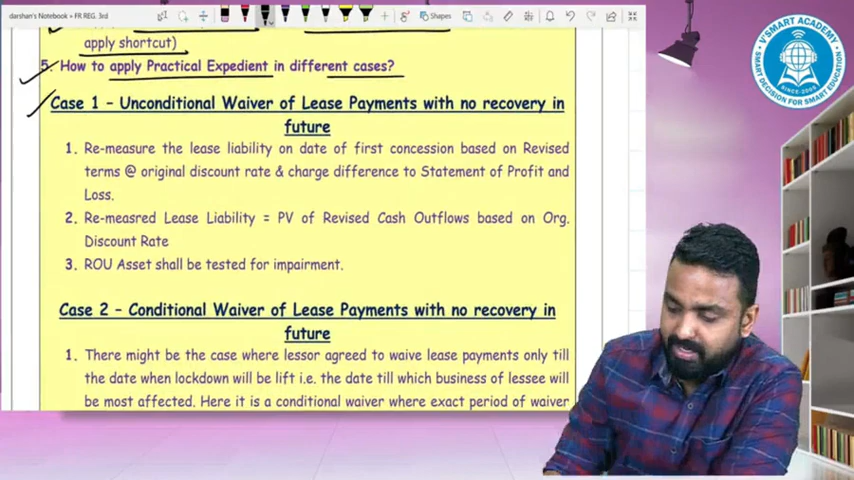 darshan's Notebook » FR REG. 3rd
Shapes
apply shortcut)
5. How to apply Practical Expedient in different cases?
Case 1 - Unconditional Waiver of Lease Payments with no recovery in
future
1. Re-measure the lease liability on date of first concession based on Revised
terms @ original discount rate & charge difference to Statement of Profit and
Loss.
2. Re-measred Lease Liability = PV of Revised Cash Outflows based on Org.
Discount Rate
3. ROU Asset shall be tested for impairment.
Case 2 - Conditional Waiver of Lease Payments with no recovery in
future
1. There might be the case where lessor agreed to waive lease payments only till
the date when lockdown will be lift i.e. the date till which business of lessee will
be most affected. Here it is a conditional waiver where exact period of waiver
V'SMART ACADEMY
SINCE-2005
SMART DECISION FOR SMART EDUCATION